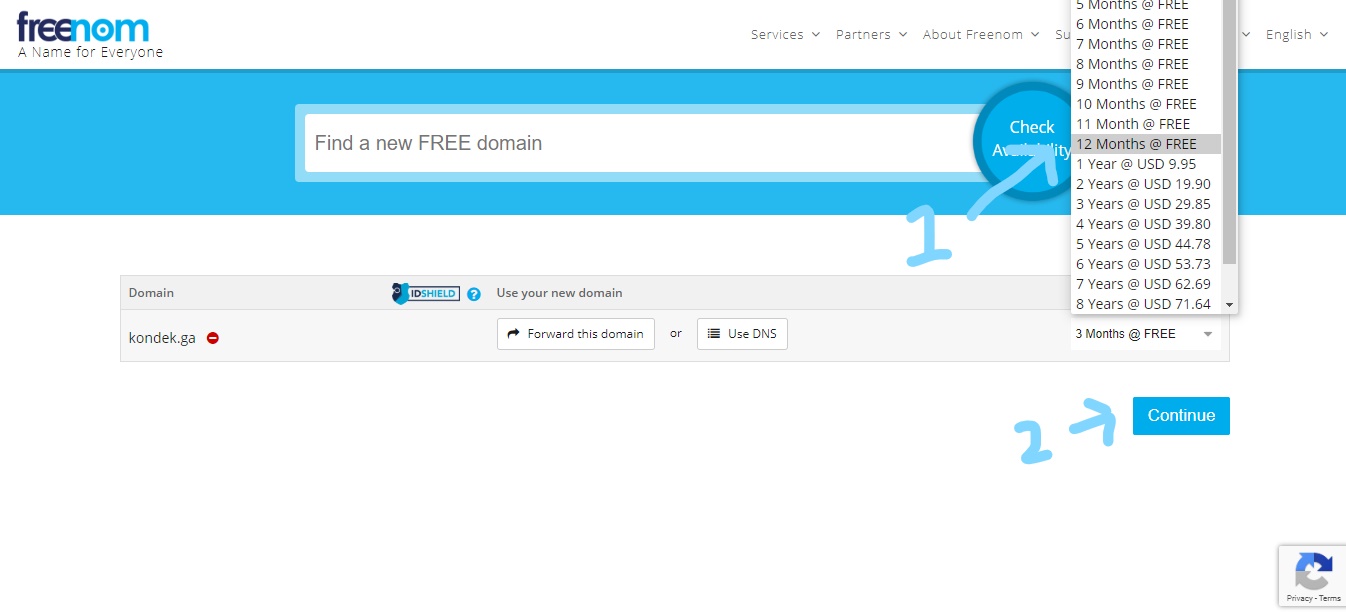 freenom
A Name for Everyone
Services
Partners
About Freenom
Su
English
5 Months @ FREE
6 Months @ FREE
7 Months @ FREE
8 Months @ FREE
9 Months @ FREE
10 Months @ FREE
11 Month @ FREE
12 Months @ FREE
1 Year @ USD 9.95
2 Years @ USD 19.90
3 Years @ USD 29.85
4 Years @ USD 39.80
5 Years @ USD 44.78
6 Years @ USD 53.73
7 Years @ USD 62.69
8 Years @ USD 71.64
Find a new FREE domain
Check
Availability
1
Domain
IDSHIELD
?
Use your new domain
kondek.ga
Forward this domain
or
Use DNS
3 Months @ FREE
2
Continue
Privacy - Terms